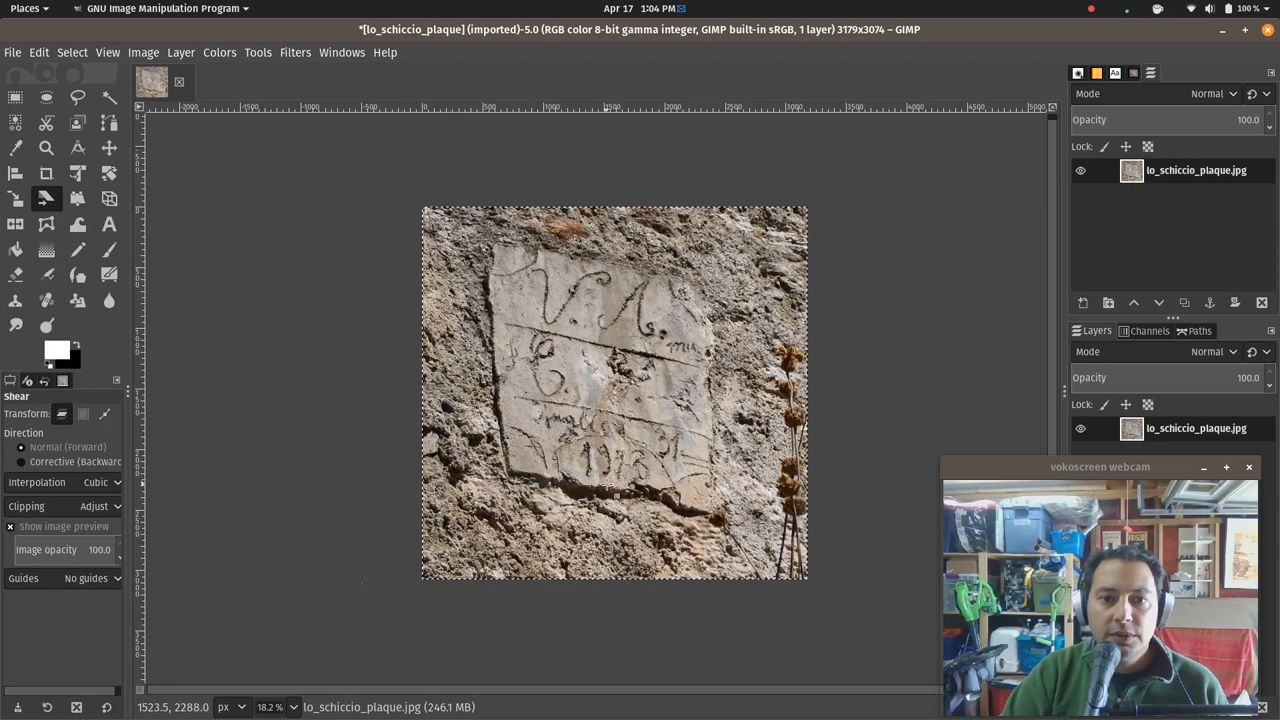 Places GNU Image Manipulation Program Apr 17 1:04 PM 100 %
*[lo_schiccio_plaque] (imported)-5.0 (RGB color 8-bit gamma integer, GIMP built-in sRGB, 1 layer) 3179x3074 – GIMP
File Edit Select View Image Layer Colors Tools Filters Windows Help
Mode Normal
Opacity 100.0
Lock:
lo_schiccio_plaque.jpg
Layers Channels Paths
Mode Normal
Opacity 100.0
Lock:
lo_schiccio_plaque.jpg
Shear
Transform:
Direction
Normal (Forward)
Corrective (Backward
Interpolation Cubic
Clipping Adjust
Show image preview
Image opacity 100.0
Guides No guides
V. A.
1923
vokoscreen webcam
1523.5, 2288.0 px 18.2 % lo_schiccio_plaque.jpg (246.1 MB)